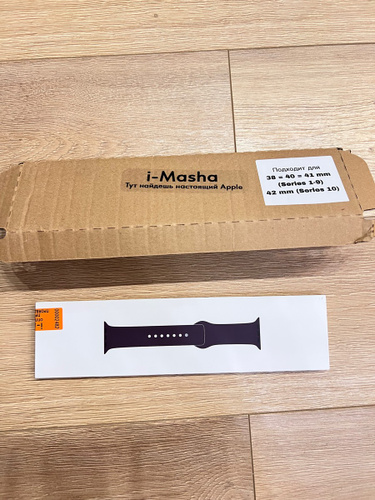 i-Masha
Тут найдешь настоящий Apple
Подходит для
38 = 40 = 41 mm
(Series 1-9)
42 mm (Series 10)